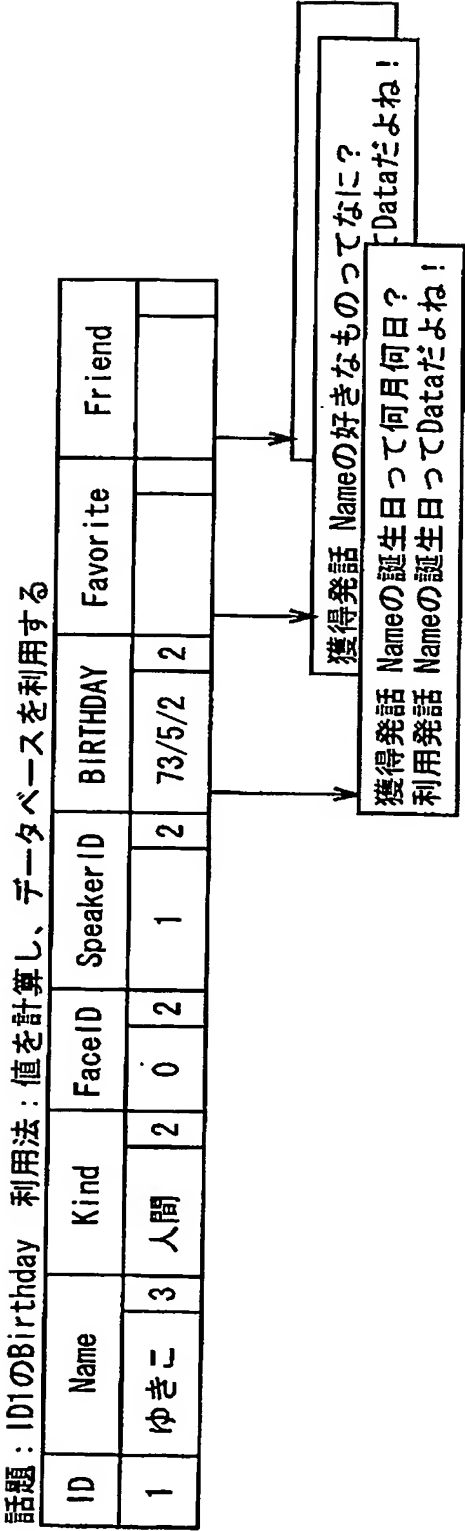 話題：ID1のBirthday 利用法：値を計算し、データベースを利用する
ID Name Kind FaceID SpeakerID BIRTHDAY Favorite Friend
1 ゆきこ 3 人間 2 0 2 1 2 73/5/2 2
獲得発話 Nameの誕生日って何月何日？
利用発話 Nameの誕生日ってDataだよね！
獲得発話 Nameの好きなものってなに？
てDataだよね！